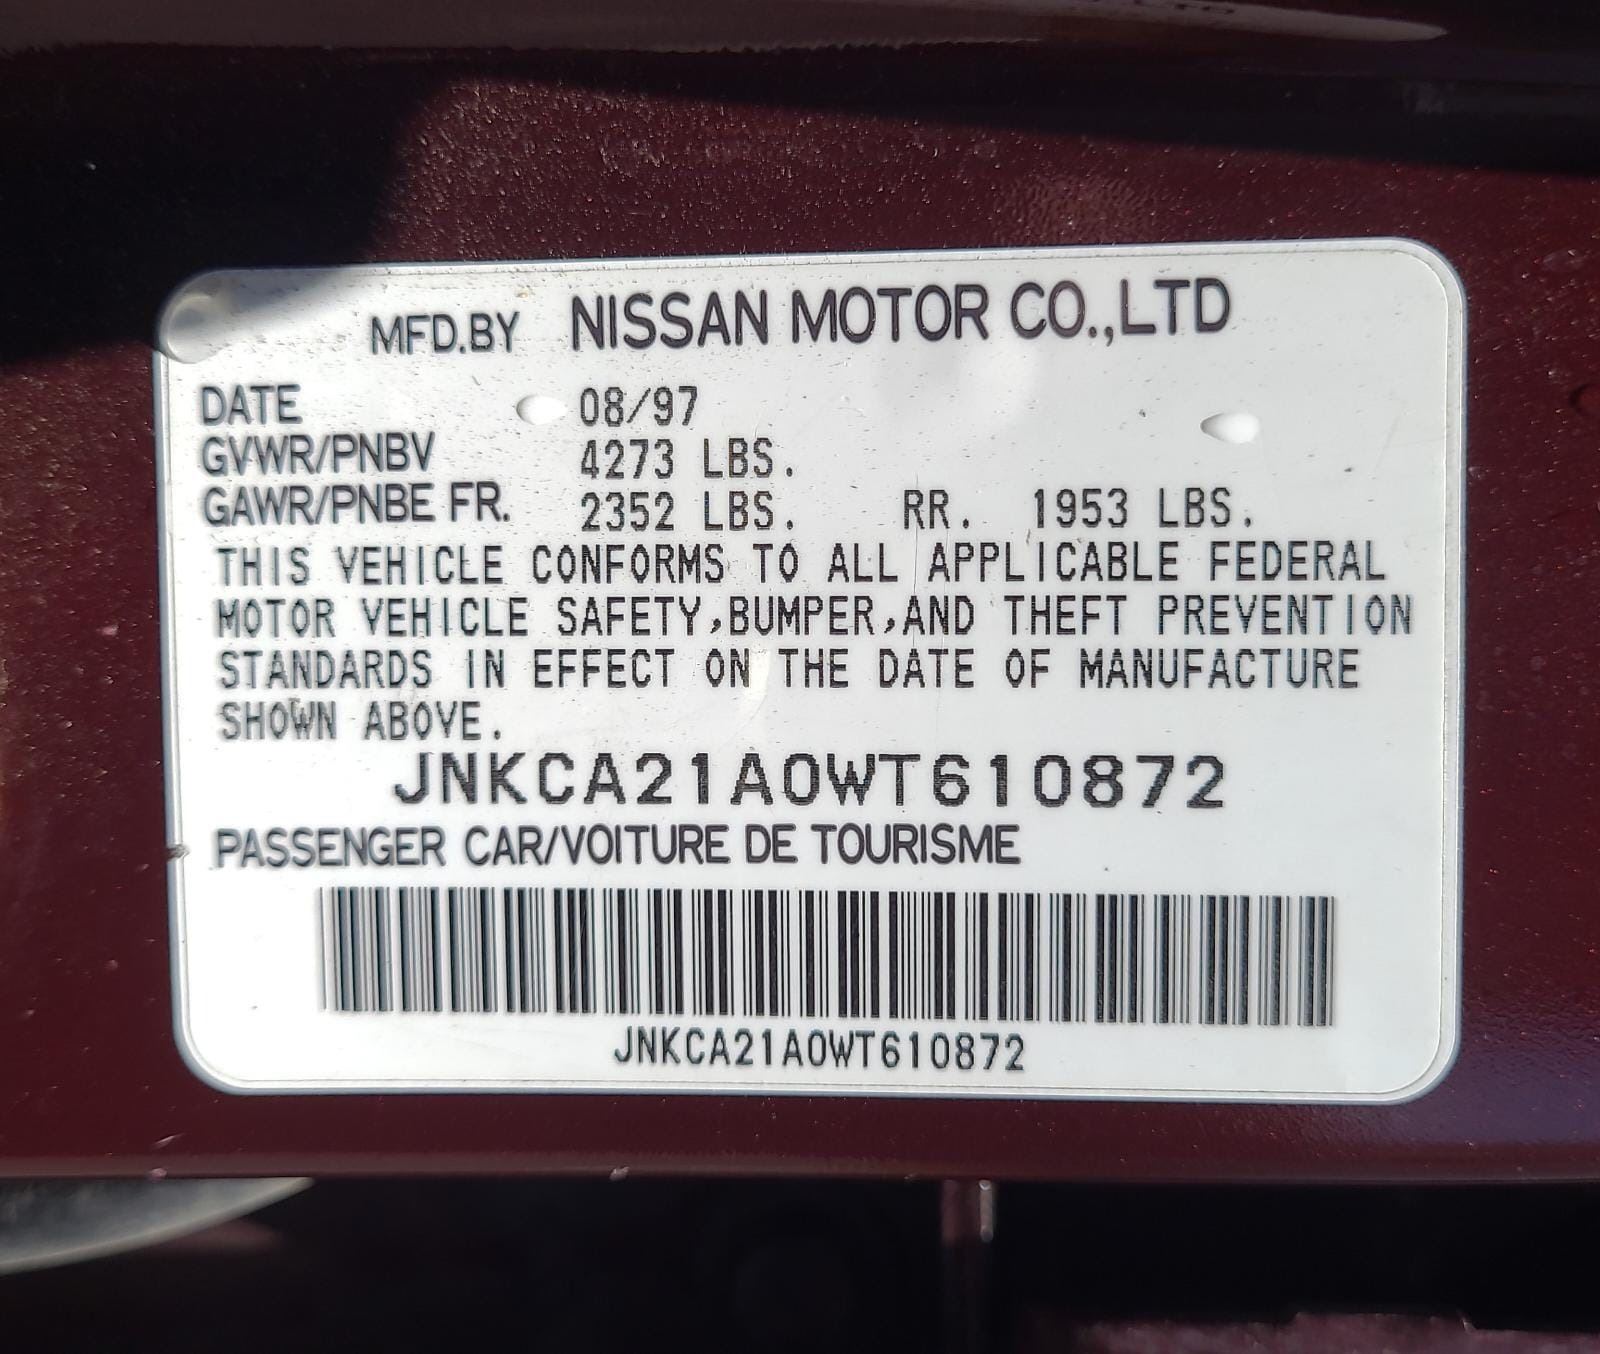 MFD.BY NISSAN MOTOR CO.,LTD
DATE 08/97
GVWR/PNBV 4273 LBS.
GAWR/PNBE FR. 2352 LBS. RR. 1953 LBS.
THIS VEHICLE CONFORMS TO ALL APPLICABLE FEDERAL
MOTOR VEHICLE SAFETY,BUMPER,AND THEFT PREVENTION
STANDARDS IN EFFECT ON THE DATE OF MANUFACTURE
SHOWN ABOVE.
JNKCA21A0WT610872
PASSENGER CAR/VOITURE DE TOURISME
JNKCA21A0WT610872